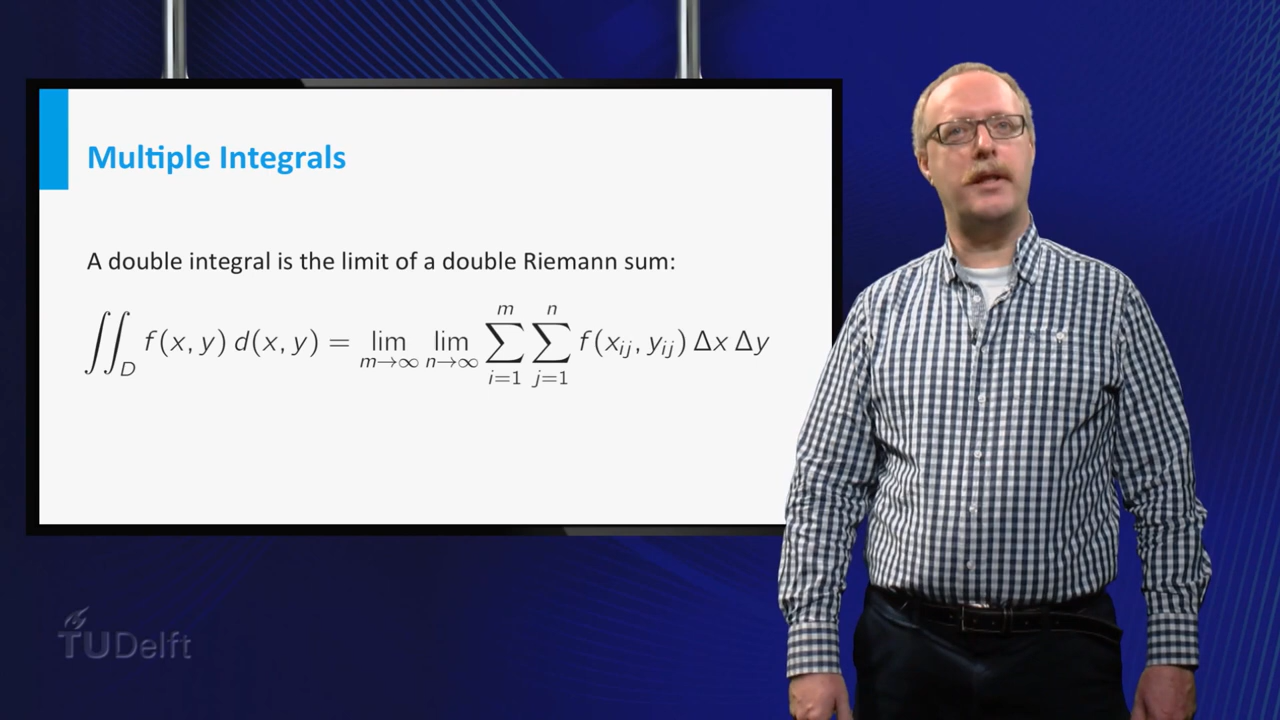 Multiple Integrals
A double integral is the limit of a double Riemann sum:
∬_D f(x, y) d(x, y) = lim_{m→∞} lim_{n→∞} ∑_{i=1}^{m} ∑_{j=1}^{n} f(x_{ij}, y_{ij}) Δx Δy
TUDelft